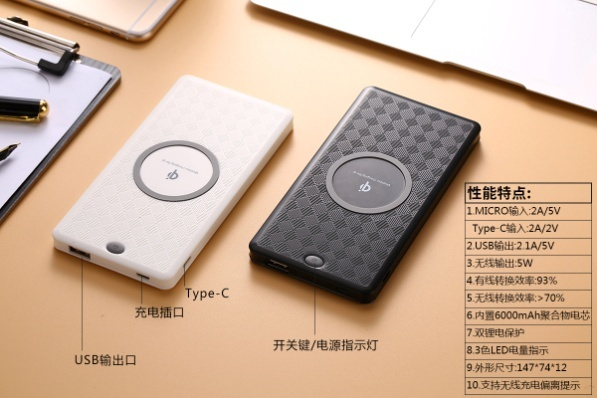 Type-C
充电插口
USB输出口
开关键/电源指示灯
性能特点:
1.MICRO输入:2A/5V
Type-C输入:2A/2V
2.USB输出:2.1A/5V
3.无线输出:5W
4.有线转换效率:93%
5.无线转换效率:>70%
6.内置6000mAh聚合物电芯
7.双锂电保护
8.3色LED电量指示
9.外形尺寸:147*74*12
10.支持无线充电偏离提示